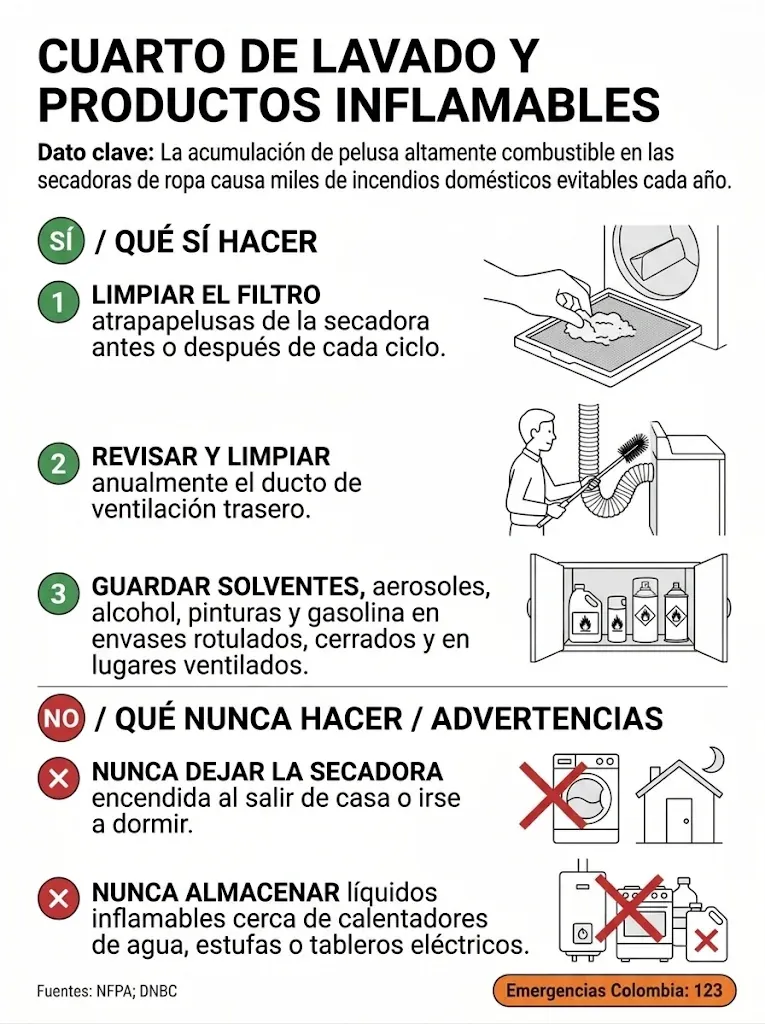 CUARTO DE LAVADO Y
PRODUCTOS INFLAMABLES
Dato clave: La acumulación de pelusa altamente combustible en las
secadoras de ropa causa miles de incendios domésticos evitables cada año.
SÍ / QUÉ SÍ HACER
1 LIMPIAR EL FILTRO
atrapapelusas de la secadora
antes o después de cada ciclo.
2 REVISAR Y LIMPIAR
anualmente el ducto de
ventilación trasero.
3 GUARDAR SOLVENTES, aerosoles,
alcohol, pinturas y gasolina en
envases rotulados, cerrados y en
lugares ventilados.
NO / QUÉ NUNCA HACER / ADVERTENCIAS
NUNCA DEJAR LA SECADORA
encendida al salir de casa o irse
a dormir.
NUNCA ALMACENAR líquidos
inflamables cerca de calentadores
de agua, estufas o tableros eléctricos.
Fuentes: NFPA; DNBC
Emergencias Colombia: 123